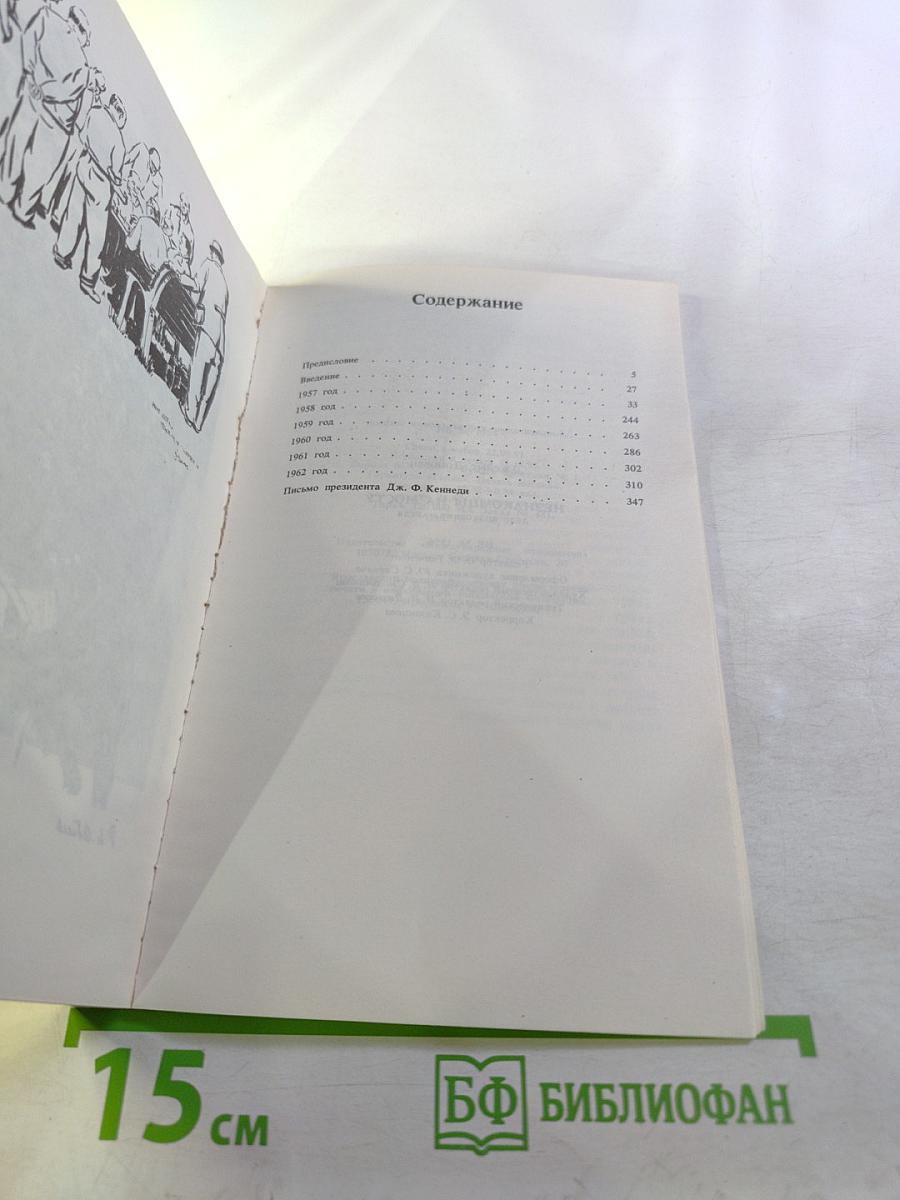 Содержание
Предисловие . . . . . . . . . . . . . . . . . . . 5
Введение . . . . . . . . . . . . . . . . . . . . 27
1957 год . . . . . . . . . . . . . . . . . . . . 33
1958 год . . . . . . . . . . . . . . . . . . . . 244
1959 год . . . . . . . . . . . . . . . . . . . . 263
1960 год . . . . . . . . . . . . . . . . . . . . 286
1961 год . . . . . . . . . . . . . . . . . . . . 302
1962 год . . . . . . . . . . . . . . . . . . . . 310
Письмо президента Дж. Ф. Кеннеди . . . . . . . . . . 347
15 см
БФ БИБЛИОФАН